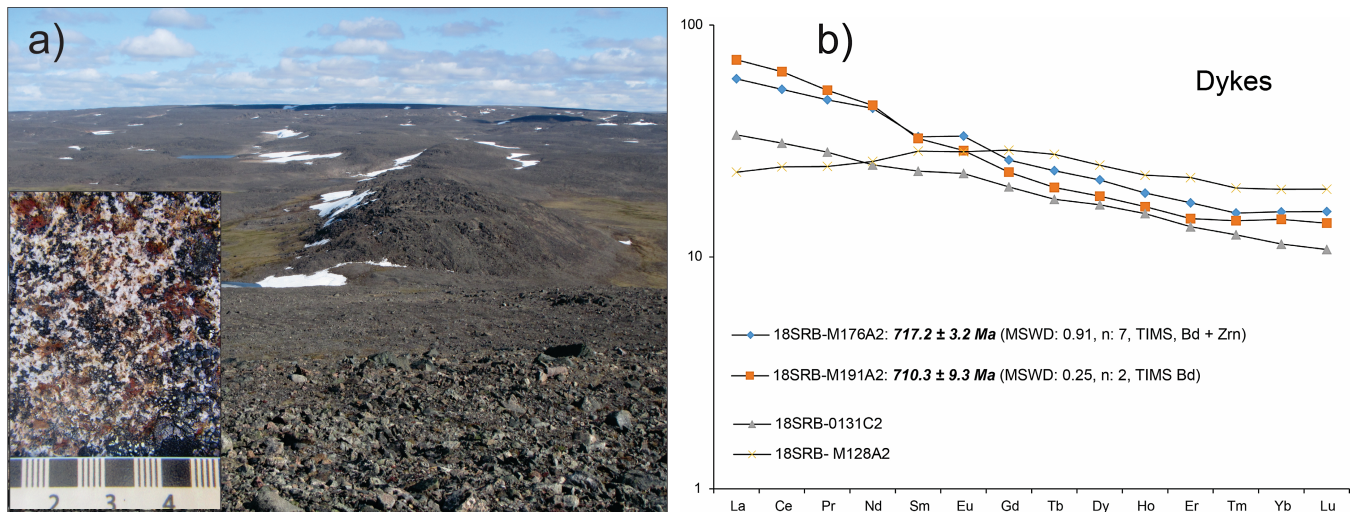 a)
2 3 4
b)
Dykes
100
10
1
18SRB-M176A2: 717.2 ± 3.2 Ma (MSWD: 0.91, n: 7, TIMS, Bd + Zrn)
18SRB-M191A2: 710.3 ± 9.3 Ma (MSWD: 0.25, n: 2, TIMS Bd)
18SRB-0131C2
18SRB- M128A2
La Ce Pr Nd Sm Eu Gd Tb Dy Ho Er Tm Yb Lu